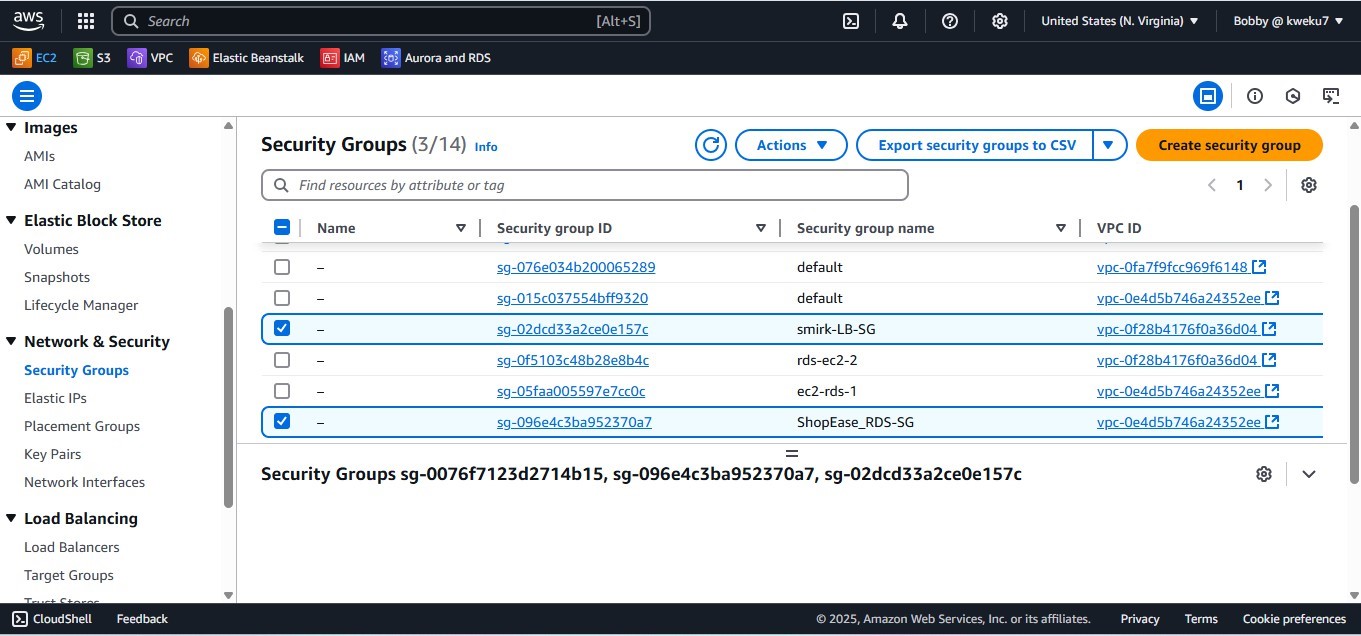 aws
Search [Alt+S]
United States (N. Virginia) ▼
Bobby @ kweku7 ▼
EC2 S3 VPC Elastic Beanstalk IAM Aurora and RDS
Images
AMIs
AMI Catalog
Elastic Block Store
Volumes
Snapshots
Lifecycle Manager
Network & Security
Security Groups
Elastic IPs
Placement Groups
Key Pairs
Network Interfaces
Load Balancing
Load Balancers
Target Groups
Trust Stores
Security Groups (3/14) Info
Actions ▼
Export security groups to CSV ▼
Create security group
Find resources by attribute or tag
1
Name Security group ID Security group name VPC ID
– sg-076e034b200065289 default vpc-0fa7f9fcc969f6148
– sg-015c037554bff9320 default vpc-0e4d5b746a24352ee
– sg-02dcd33a2ce0e157c smirk-LB-SG vpc-0f28b4176f0a36d04
– sg-0f5103c48b28e8b4c rds-ec2-2 vpc-0f28b4176f0a36d04
– sg-05faa005597e7cc0c ec2-rds-1 vpc-0e4d5b746a24352ee
– sg-096e4c3ba952370a7 ShopEase_RDS-SG vpc-0e4d5b746a24352ee
Security Groups sg-0076f7123d2714b15, sg-096e4c3ba952370a7, sg-02dcd33a2ce0e157c
CloudShell Feedback
© 2025, Amazon Web Services, Inc. or its affiliates. Privacy Terms Cookie preferences